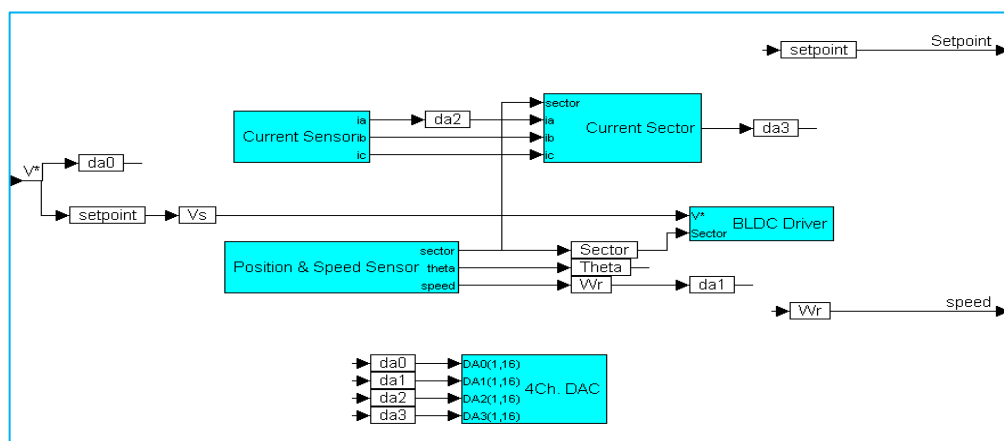 Setpoint
setpoint
sector
ia
da2
ia
Current Sensor
ib
ib
Current Sector
da3
ic
ic
V*
da0
setpoint
Vs
V*
BLDC Driver
Sector
sector
Sector
Position & Speed Sensor
theta
Theta
speed
Wr
da1
speed
Wr
da0
DA0(1,16)
da1
DA1(1,16)
4Ch. DAC
da2
DA2(1,16)
da3
DA3(1,16)